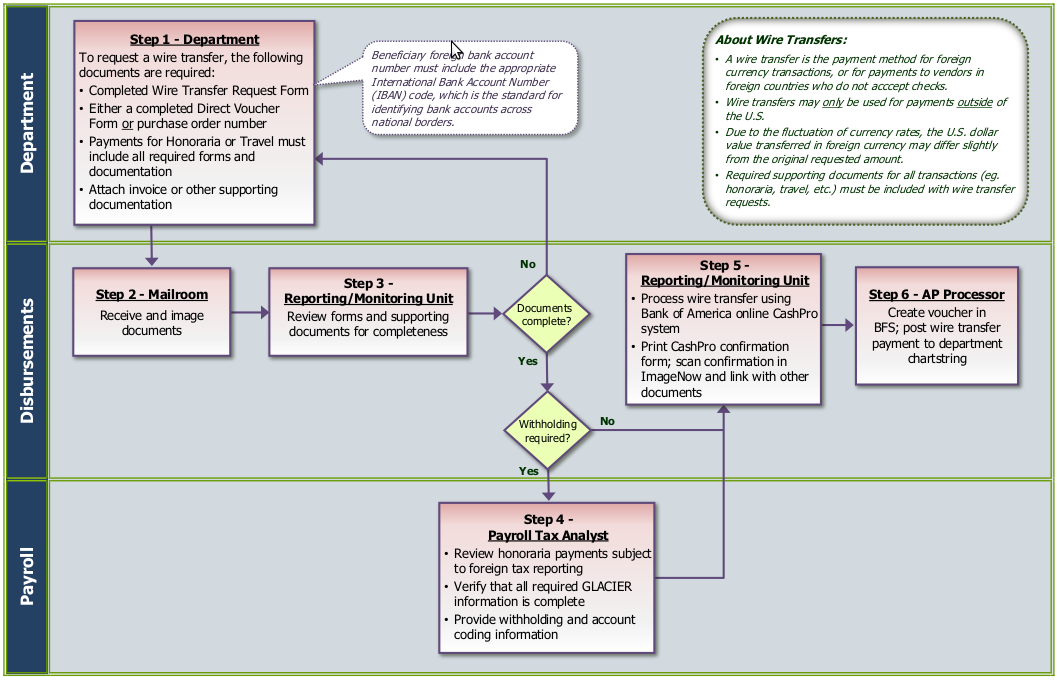 Department
Step 1 - Department
To request a wire transfer, the following
documents are required:
• Completed Wire Transfer Request Form
• Either a completed Direct Voucher
Form or purchase order number
• Payments for Honoraria or Travel must
include all required forms and
documentation
• Attach invoice or other supporting
documentation
Beneficiary foreign bank account
number must include the appropriate
International Bank Account Number
(IBAN) code, which is the standard for
identifying bank accounts across
national borders.
About Wire Transfers:
• A wire transfer is the payment method for foreign
currency transactions, or for payments to vendors in
foreign countries who do not acccept checks.
• Wire transfers may only be used for payments outside of
the U.S.
• Due to the fluctuation of currency rates, the U.S. dollar
value transferred in foreign currency may differ slightly
from the original requested amount.
• Required supporting documents for all transactions (eg.
honoraria, travel, etc.) must be included with wire transfer
requests.
Disbursements
Step 2 - Mailroom
Receive and image
documents
Step 3 -
Reporting/Monitoring Unit
Review forms and supporting
documents for completeness
No
Documents
complete?
Yes
Withholding
required?
No
Yes
Step 5 -
Reporting/Monitoring Unit
• Process wire transfer using
Bank of America online CashPro
system
• Print CashPro confirmation
form; scan confirmation in
ImageNow and link with other
documents
Step 6 - AP Processor
Create voucher in
BFS; post wire transfer
payment to department
chartstring
Payroll
Step 4 -
Payroll Tax Analyst
• Review honoraria payments subject
to foreign tax reporting
• Verify that all required GLACIER
information is complete
• Provide withholding and account
coding information